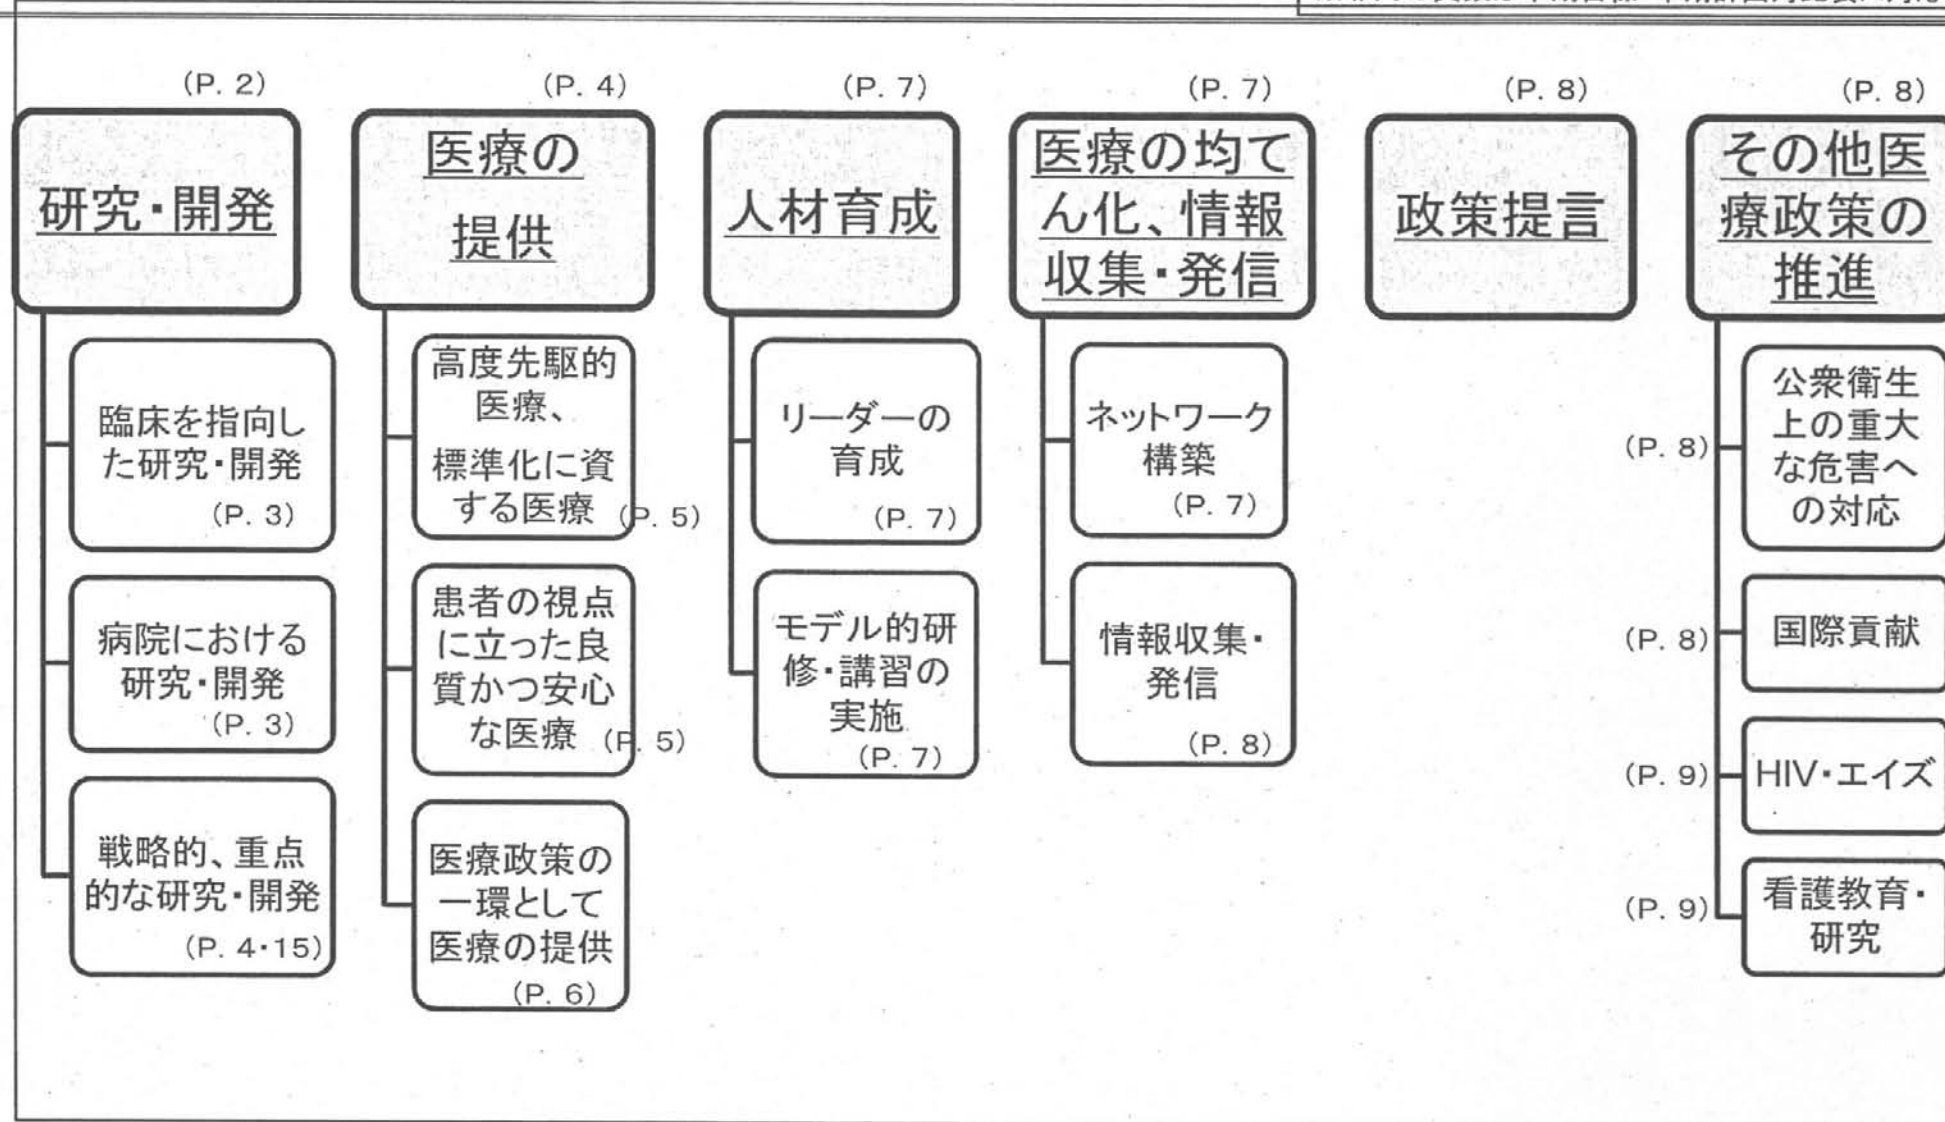 (P. 2)
研究・開発
臨床を指向し
た研究・開発
(P. 3)
病院における
研究・開発
(P. 3)
戦略的、重点
的な研究・開発
(P. 4・15)
(P. 4)
医療の
提供
高度先駆的
医療、
標準化に資
する医療 (P. 5)
患者の視点
に立った良
質かつ安心
な医療 (P. 5)
医療政策の
一環として
医療の提供
(P. 6)
(P. 7)
人材育成
リーダーの
育成
(P. 7)
モデル的研
修・講習の
実施
(P. 7)
(P. 7)
医療の均て
ん化、情報
収集・発信
ネットワーク
構築
(P. 7)
情報収集・
発信
(P. 8)
(P. 8)
政策提言
(P. 8)
その他医
療政策の
推進
(P. 8)
公衆衛生
上の重大
な危害へ
の対応
(P. 8)
国際貢献
(P. 9)
HIV・エイズ
(P. 9)
看護教育・
研究